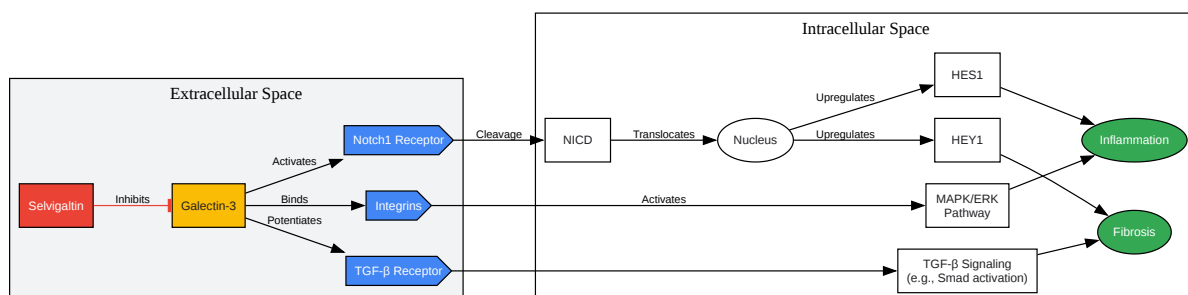 Extracellular Space
Intracellular Space
Selvigaltin
Inhibits
Galectin-3
Activates
Binds
Potentiates
Notch1 Receptor
Integrins
TGF-β Receptor
Cleavage
NICD
Translocates
Nucleus
Upregulates
Upregulates
HES1
HEY1
Activates
MAPK/ERK
Pathway
TGF-β Signaling
(e.g., Smad activation)
Inflammation
Fibrosis